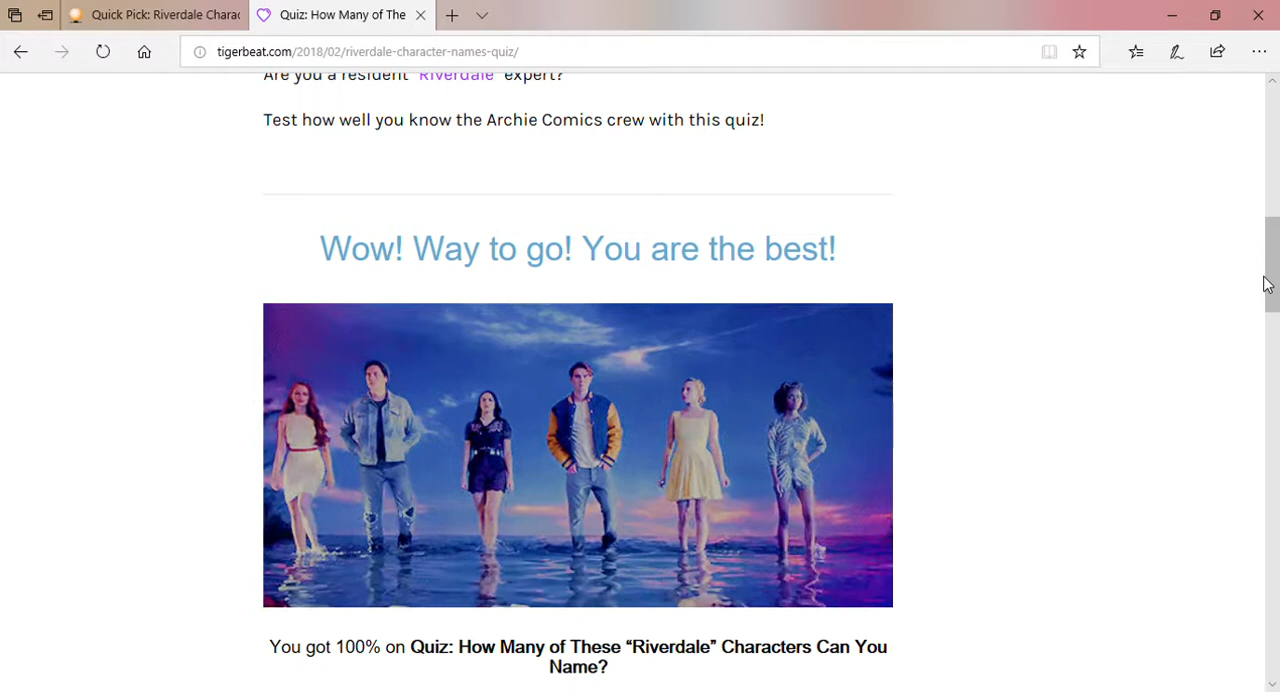 Quick Pick: Riverdale Charac
Quiz: How Many of The
tigerbeat.com/2018/02/riverdale-character-names-quiz/
Are you a resident "Riverdale" expert?
Test how well you know the Archie Comics crew with this quiz!
Wow! Way to go! You are the best!
You got 100% on Quiz: How Many of These “Riverdale” Characters Can You
Name?